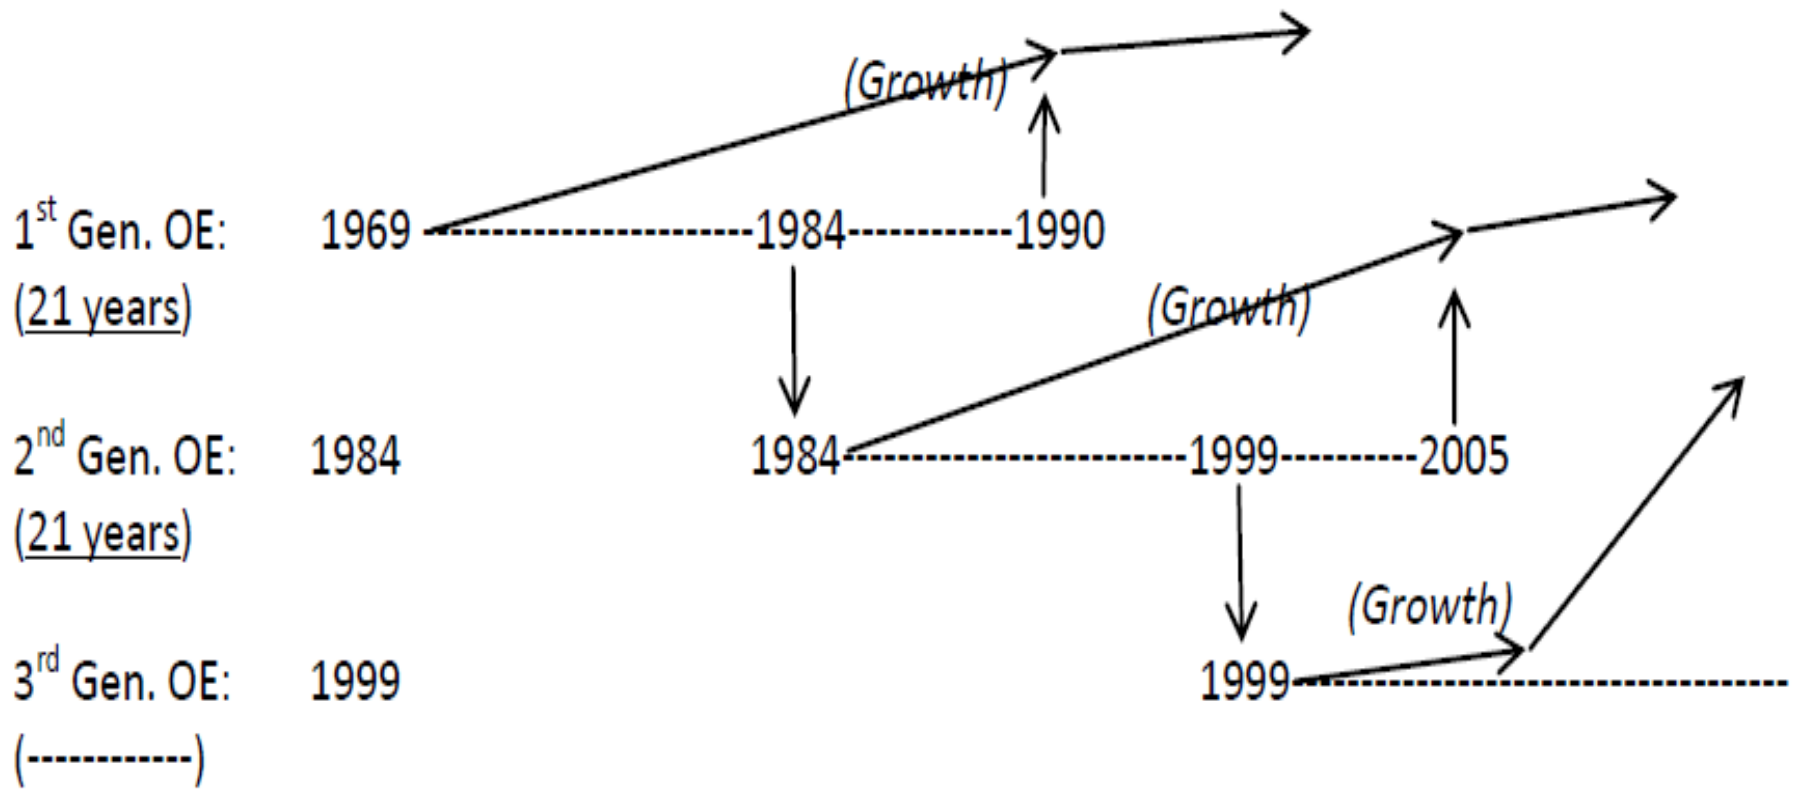 (Growth)
1st Gen. OE: 1969 -----------------------1984------------1990
(21 years)
(Growth)
2nd Gen. OE: 1984 1984-------------------------1999----------2005
(21 years)
(Growth)
3rd Gen. OE: 1999 1999------------------------------------
(------------)